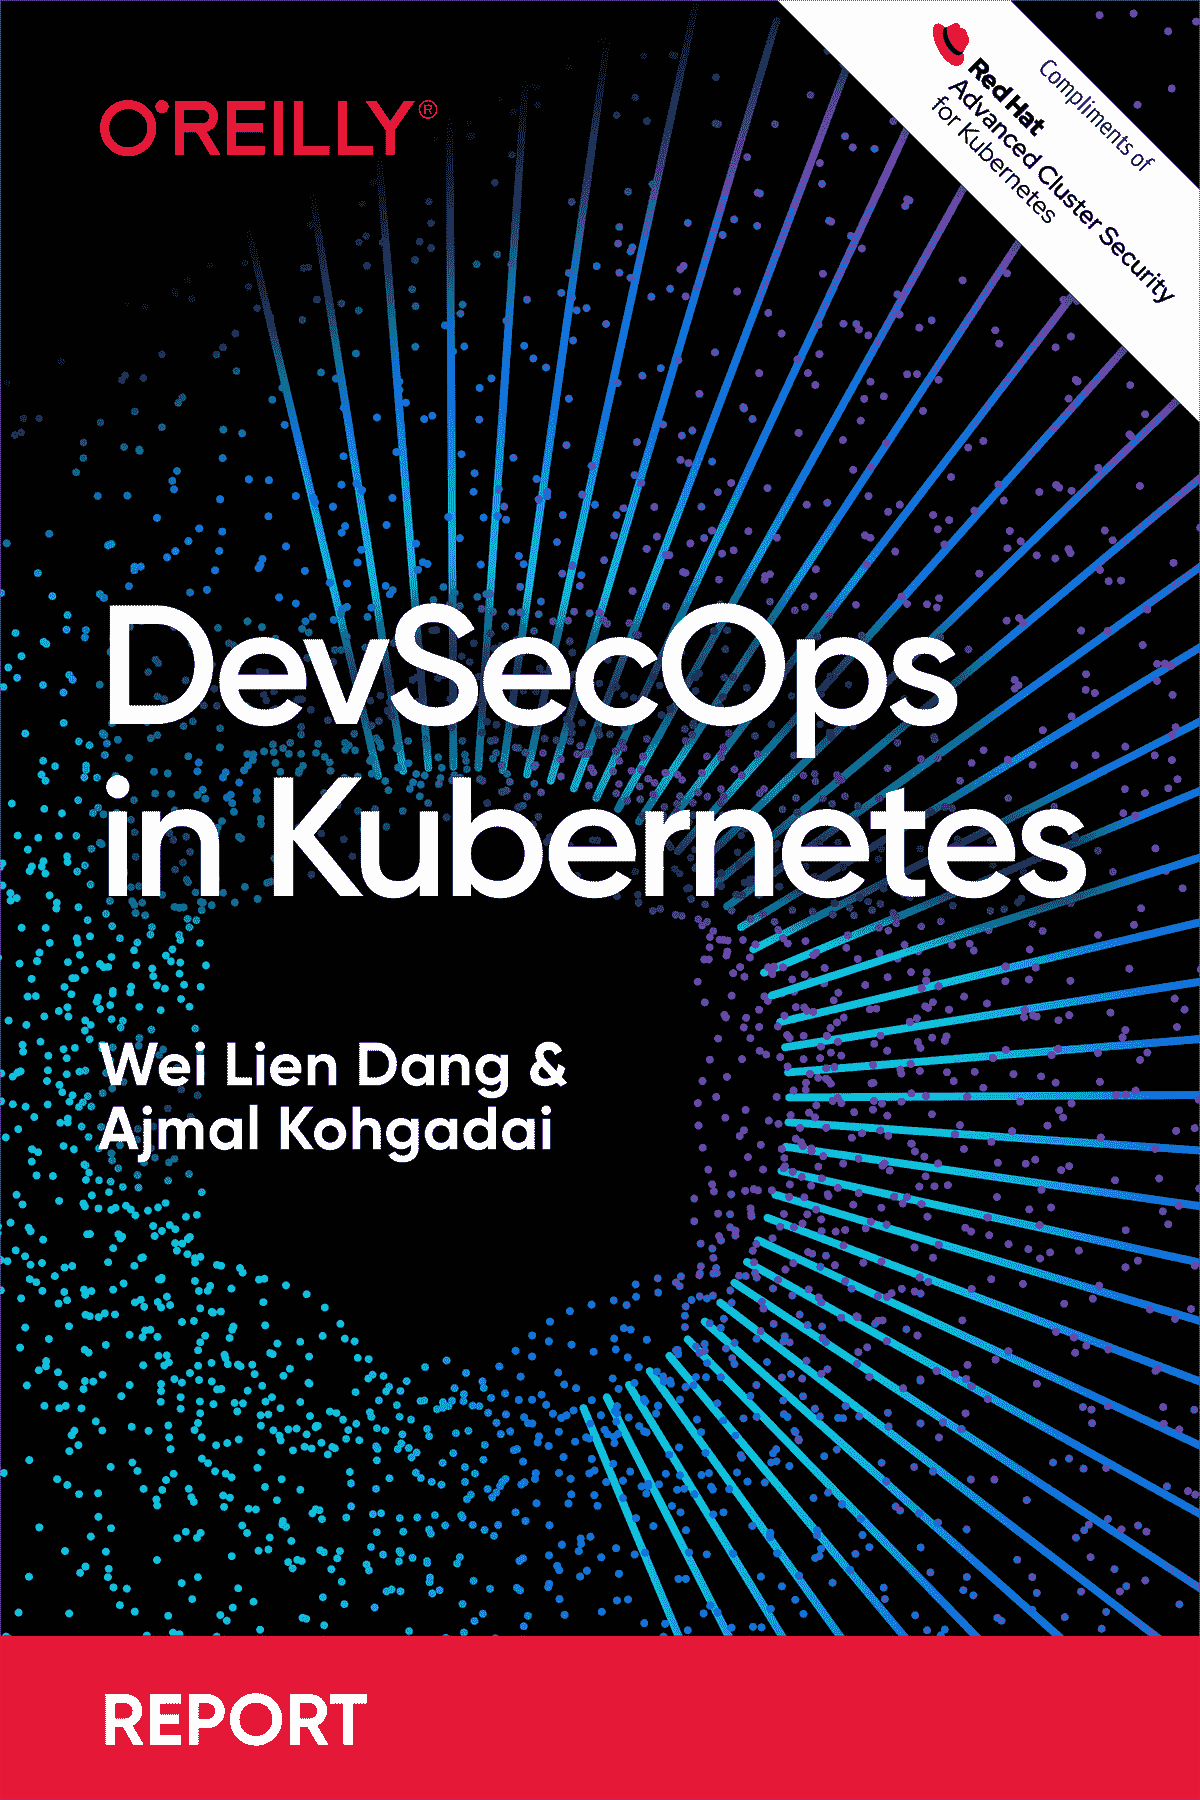 O'REILLY®
Compliments of
Red Hat
Advanced Cluster Security
for Kubernetes
DevSecOps
in Kubernetes
Wei Lien Dang &
Ajmal Kohgadai
REPORT